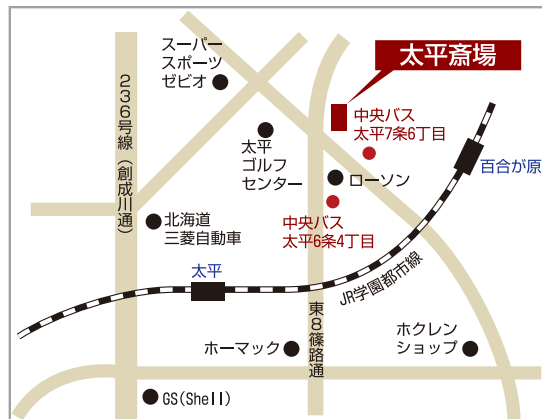 スーパー
スポーツ
ゼビオ
太平斎場
236号線（創成川通）
中央バス
太平7条6丁目
太平
ゴルフ
センター
ローソン
百合が原
北海道
三菱自動車
中央バス
太平6条4丁目
太平
JR学園都市線
東8篠路通
ホーマック
ホクレン
ショップ
GS(Shell)